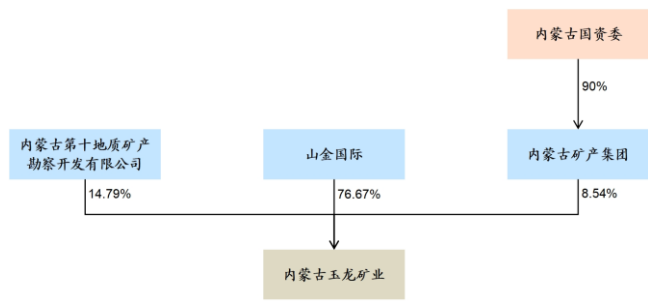 内蒙古国资委
90%
内蒙古第十地质矿产
勘察开发有限公司
山金国际
内蒙古矿产集团
14.79%
76.67%
8.54%
内蒙古玉龙矿业